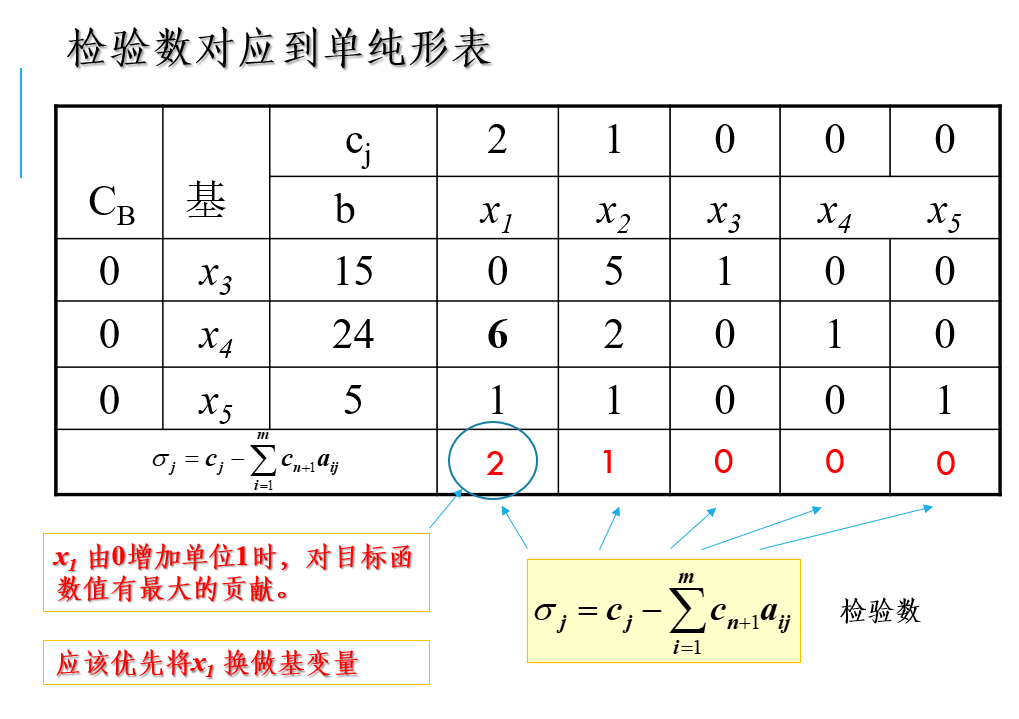 检验数对应到单纯形表
c_j 2 1 0 0 0
C_B 基 b x_1 x_2 x_3 x_4 x_5
0 x_3 15 0 5 1 0 0
0 x_4 24 6 2 0 1 0
0 x_5 5 1 1 0 0 1
σ_j = c_j − ∑_{i=1}^{m} c_{n+1} a_{ij} 2 1 0 0 0
x_1 由0增加单位1时，对目标函
数值有最大的贡献。
σ_j = c_j − ∑_{i=1}^{m} c_{n+1} a_{ij} 检验数
应该优先将x_1 换做基变量